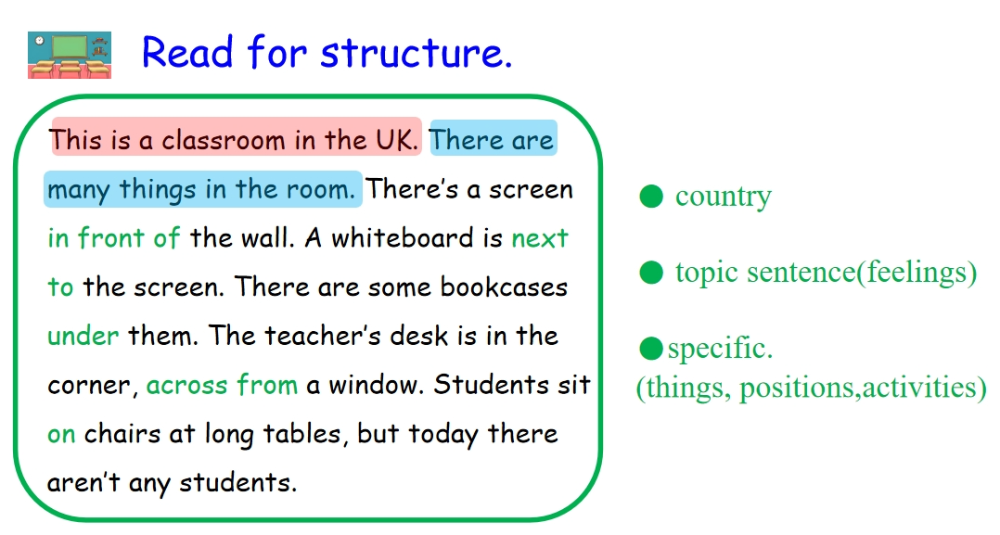 Read for structure.
This is a classroom in the UK. There are
many things in the room. There's a screen
in front of the wall. A whiteboard is next
to the screen. There are some bookcases
under them. The teacher's desk is in the
corner, across from a window. Students sit
on chairs at long tables, but today there
aren't any students.
● country
● topic sentence(feelings)
●specific.
(things, positions,activities)